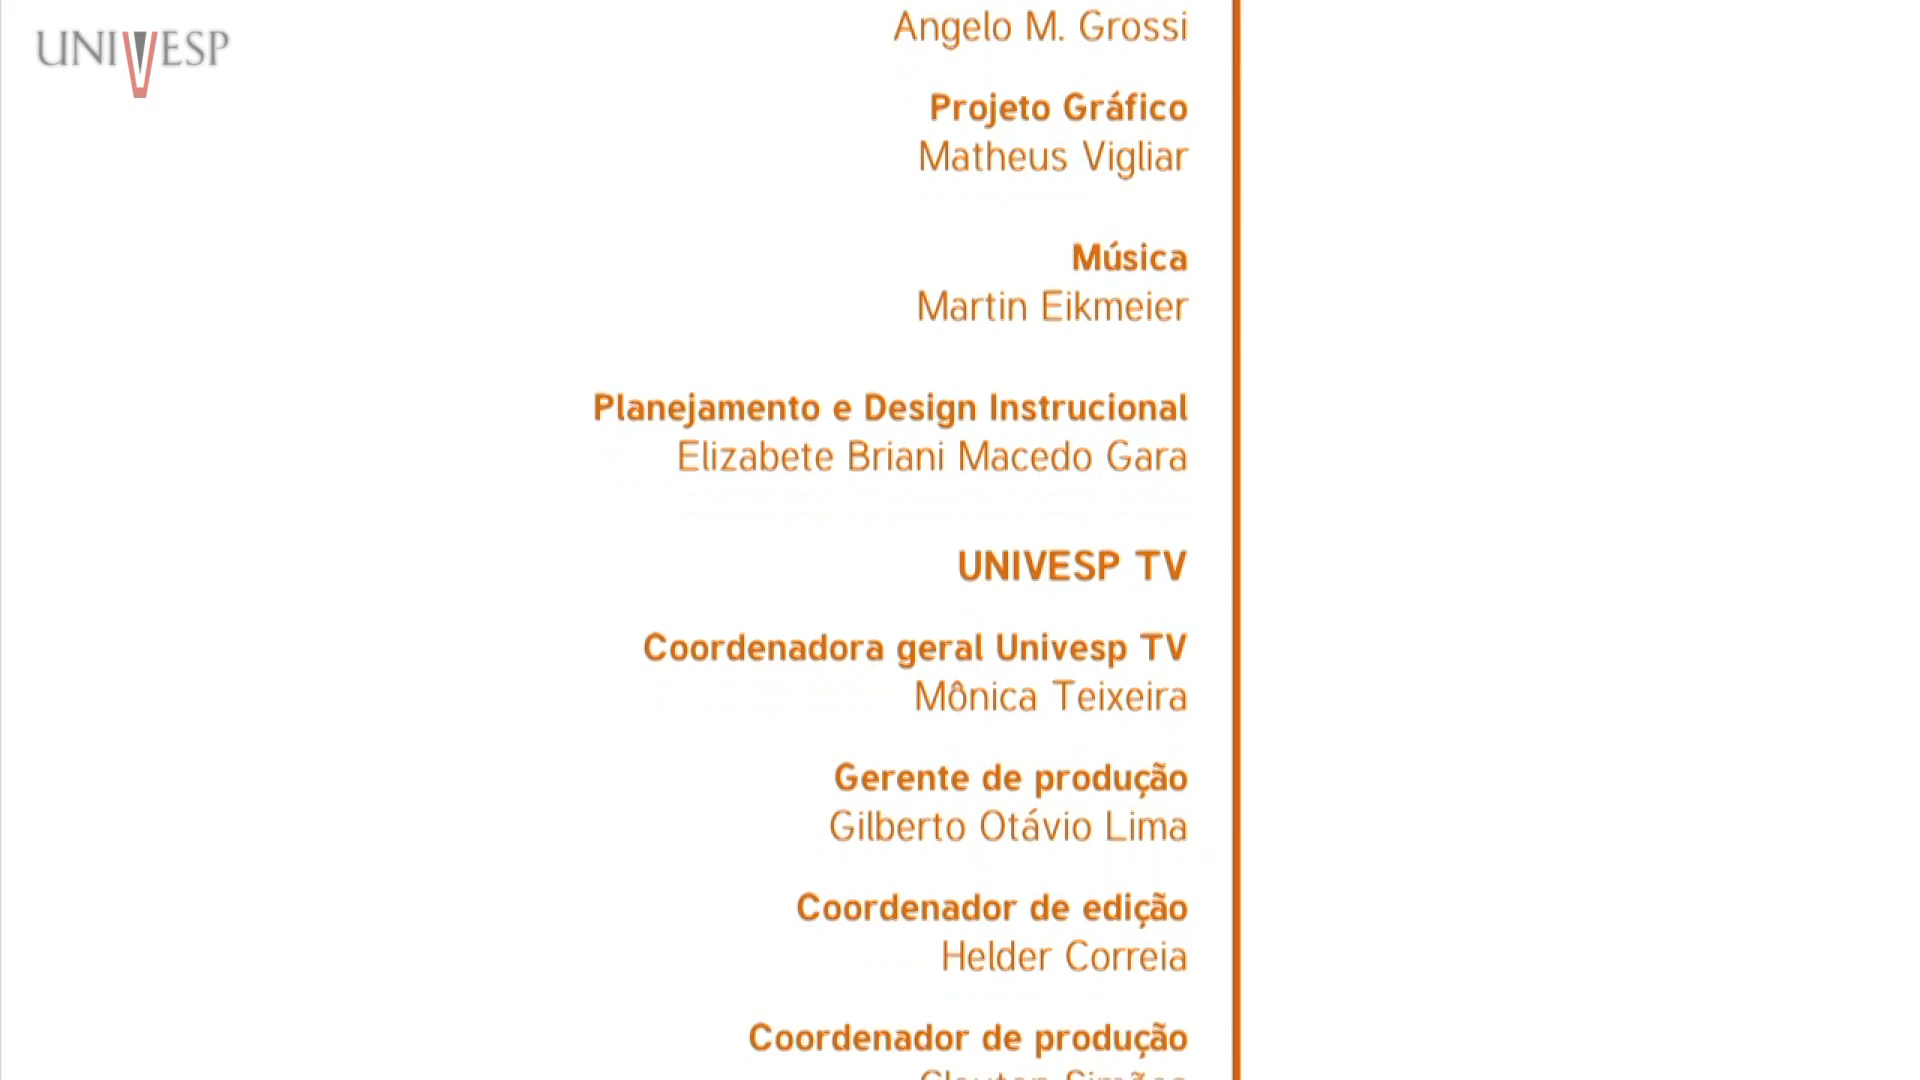 UNIVESP
Angelo M. Grossi
Projeto Gráfico
Matheus Vigliar
Música
Martin Eikmeier
Planejamento e Design Instrucional
Elizabete Briani Macedo Gara
UNIVESP TV
Coordenadora geral Univesp TV
Mônica Teixeira
Gerente de produção
Gilberto Otávio Lima
Coordenador de edição
Helder Correia
Coordenador de produção